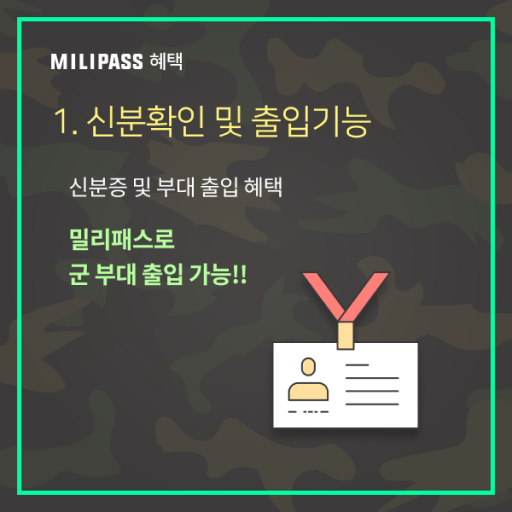 MILIPASS 혜택
1. 신분확인 및 출입기능
신분증 및 부대 출입 혜택
밀리패스로
군 부대 출입 가능!!